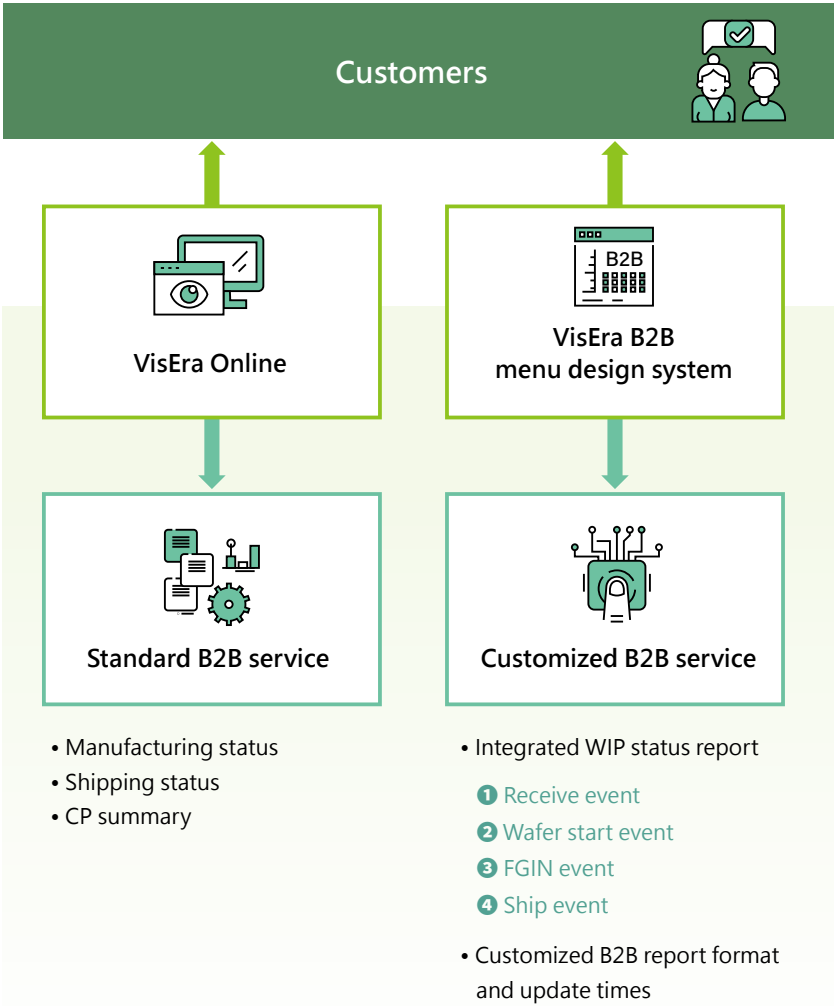 Customers
VisEra Online
B2B
VisEra B2B
menu design system
Standard B2B service
Customized B2B service
• Manufacturing status
• Shipping status
• CP summary
• Integrated WIP status report
❶ Receive event
❷ Wafer start event
❸ FGIN event
❹ Ship event
• Customized B2B report format
and update times